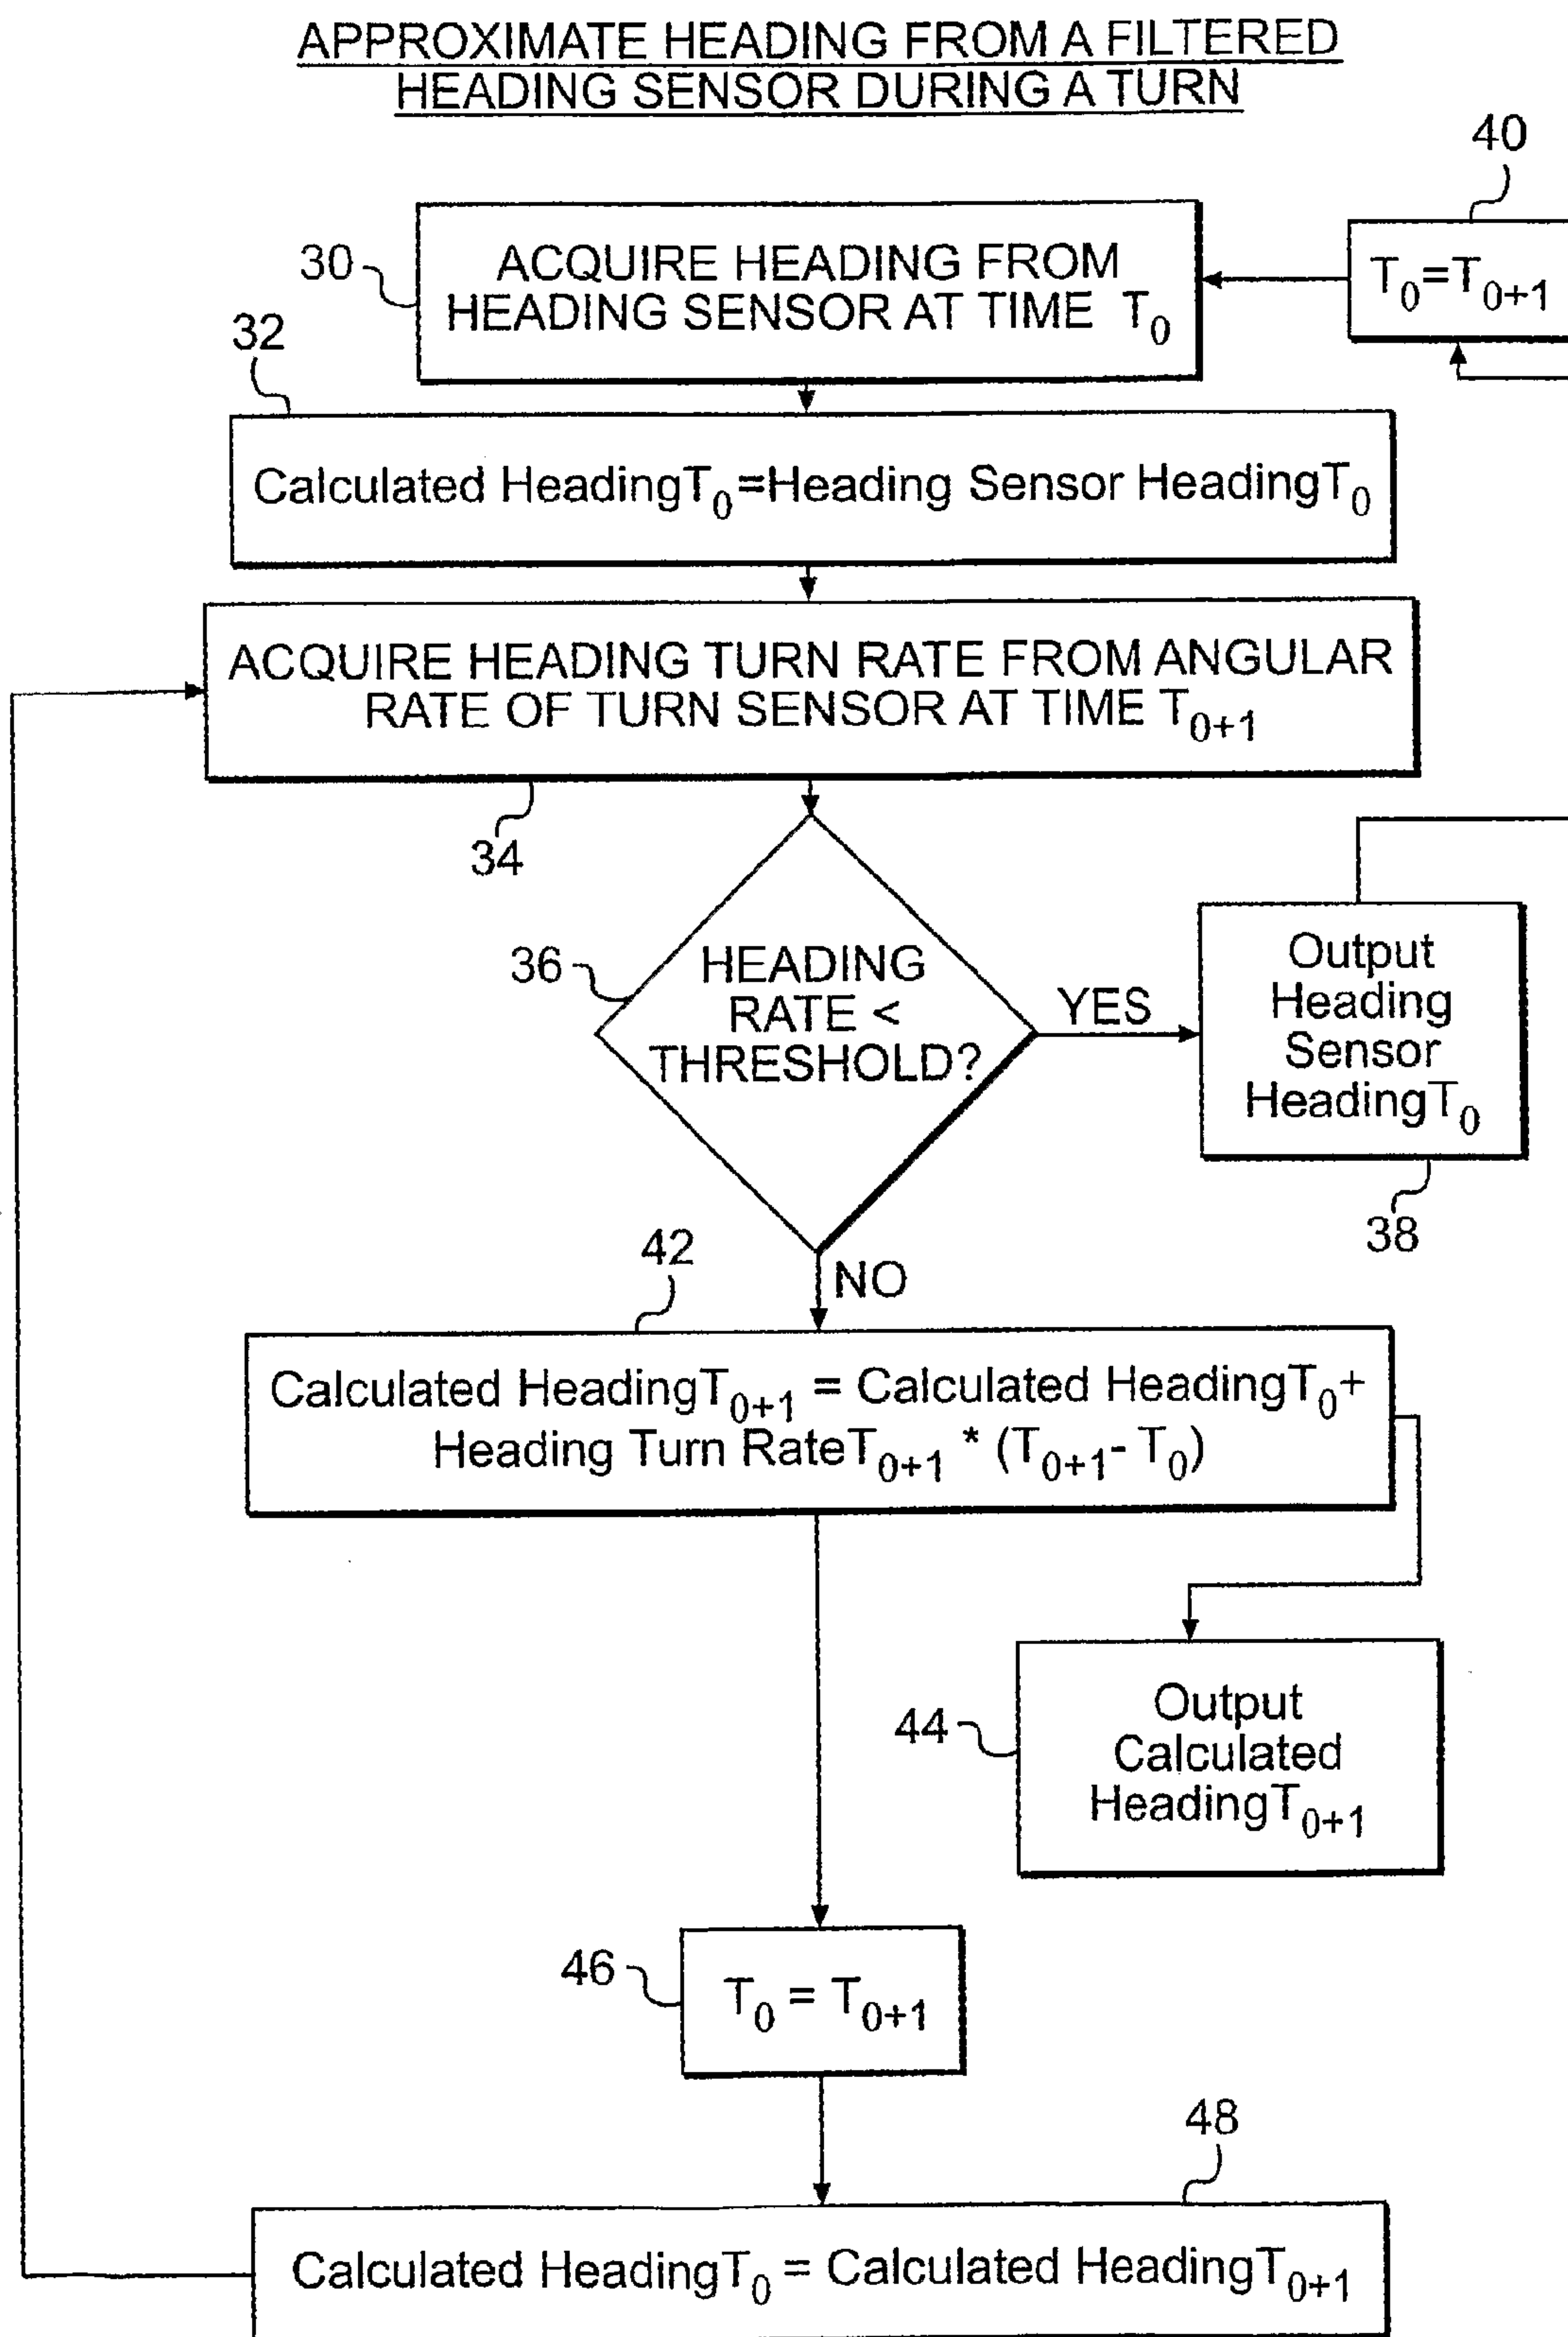 APPROXIMATE HEADING FROM A FILTERED
HEADING SENSOR DURING A TURN
40
30
ACQUIRE HEADING FROM
HEADING SENSOR AT TIME T0
T0=T0+1
32
Calculated HeadingT0=Heading Sensor HeadingT0
ACQUIRE HEADING TURN RATE FROM ANGULAR
RATE OF TURN SENSOR AT TIME T0+1
34
36
HEADING
RATE <
THRESHOLD?
YES
Output
Heading
Sensor
HeadingT0
38
NO
42
Calculated HeadingT0+1 = Calculated HeadingT0+
Heading Turn RateT0+1 * (T0+1- T0)
44
Output
Calculated
HeadingT0+1
46
T0 = T0+1
48
Calculated HeadingT0 = Calculated HeadingT0+1